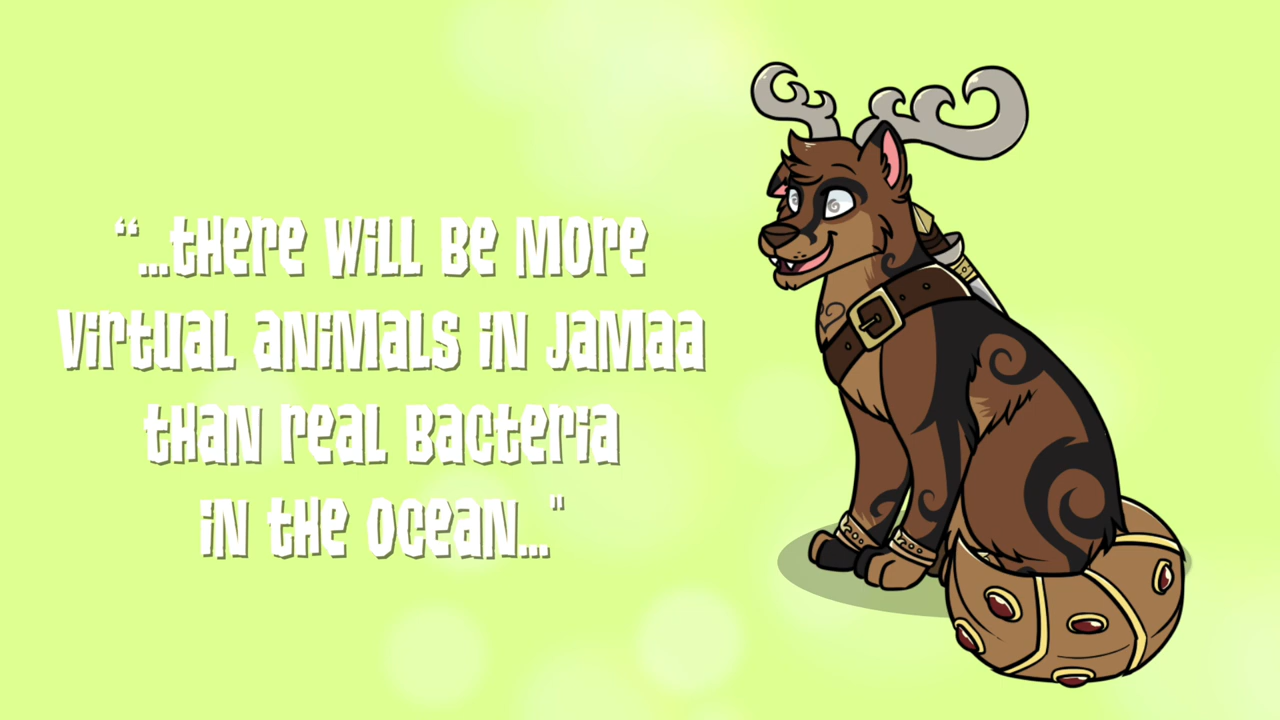 “...there will be more
virtual animals in Jamaa
than real bacteria
in the ocean..."